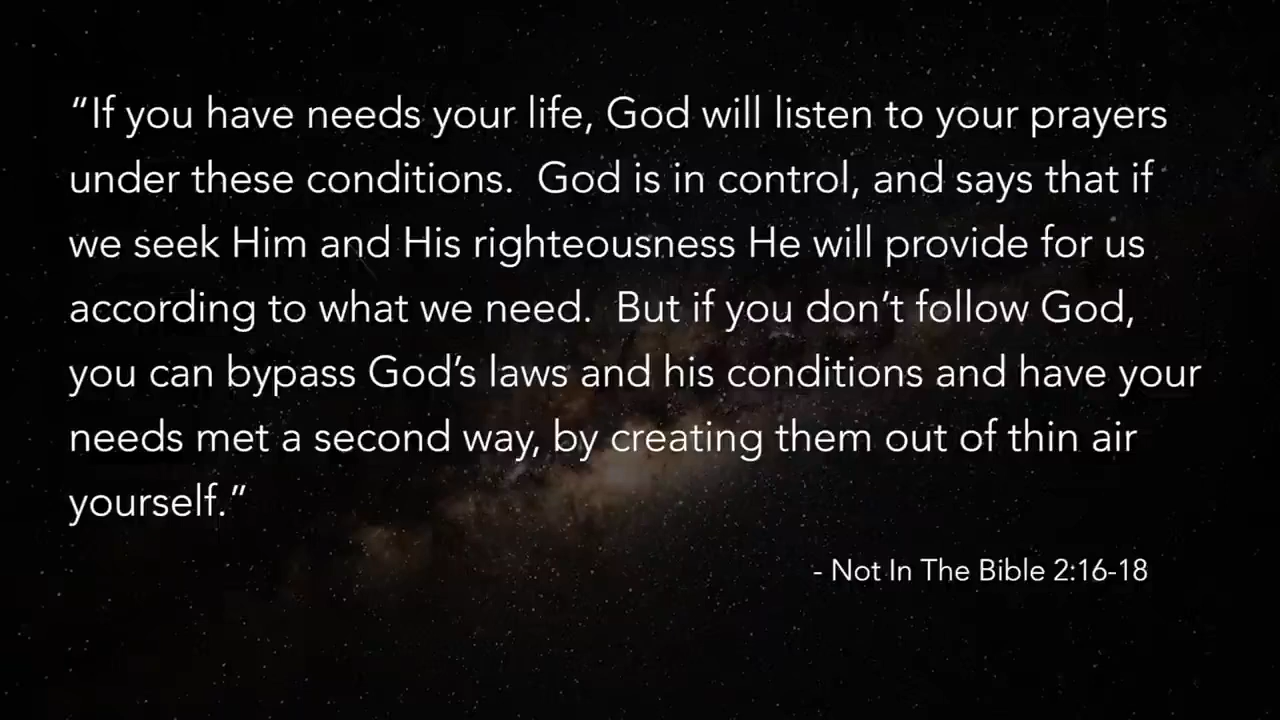 “If you have needs your life, God will listen to your prayers
under these conditions.  God is in control, and says that if
we seek Him and His righteousness He will provide for us
according to what we need.  But if you don’t follow God,
you can bypass God’s laws and his conditions and have your
needs met a second way, by creating them out of thin air
yourself.”
- Not In The Bible 2:16-18